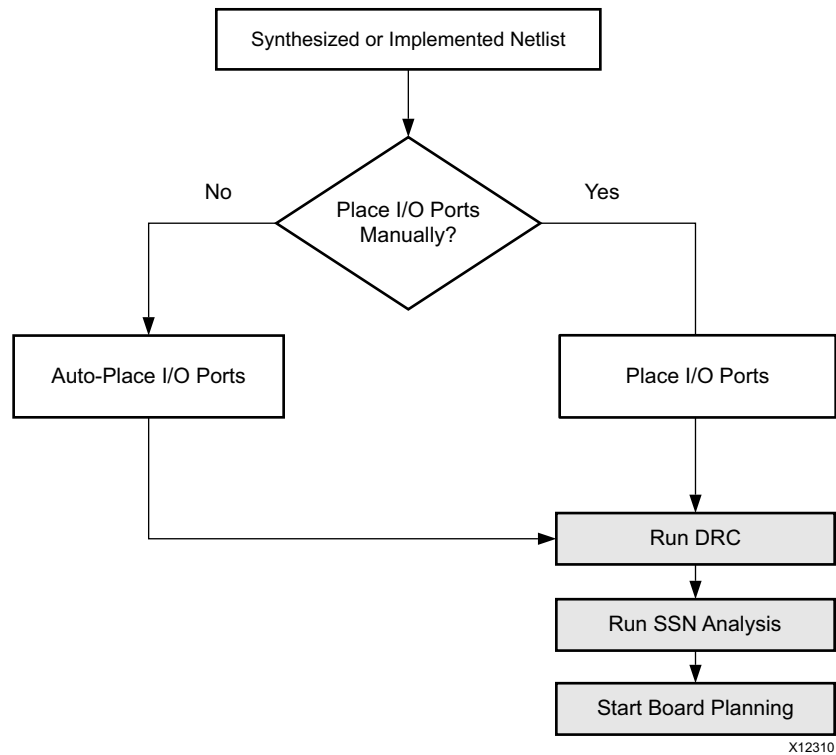 Synthesized or Implemented Netlist
No
Place I/O Ports
Manually?
Yes
Auto-Place I/O Ports
Place I/O Ports
Run DRC
Run SSN Analysis
Start Board Planning
X12310